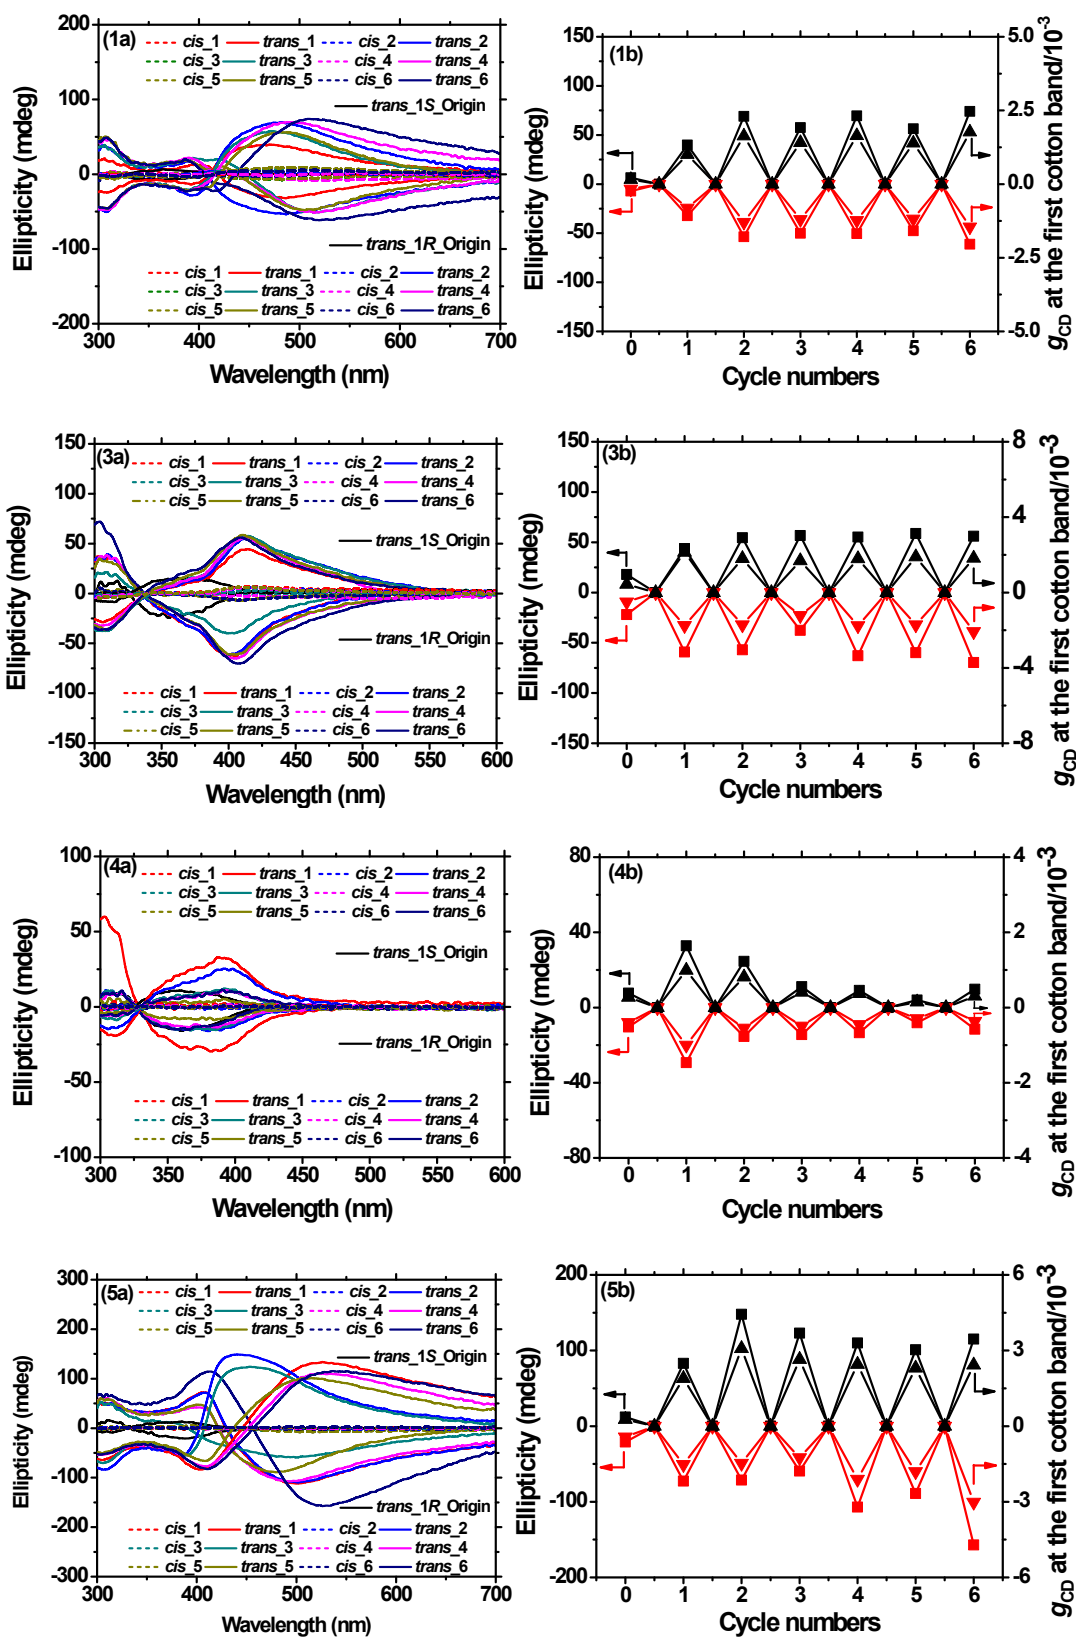 (1a)
cis_1 trans_1 cis_2 trans_2
cis_3 trans_3 cis_4 trans_4
cis_5 trans_5 cis_6 trans_6
trans_1S_Origin
trans_1R_Origin
cis_1 trans_1 cis_2 trans_2
cis_3 trans_3 cis_4 trans_4
cis_5 trans_5 cis_6 trans_6
200
100
0
-100
-200
Ellipticity (mdeg)
300 400 500 600 700
Wavelength (nm)
(1b)
150
100
50
0
-50
-100
-150
Ellipticity (mdeg)
5.0
2.5
0.0
-2.5
-5.0
gCD at the first cotton band/10-3
0 1 2 3 4 5 6
Cycle numbers
(3a)
cis_1 trans_1 cis_2 trans_2
cis_3 trans_3 cis_4 trans_4
cis_5 trans_5 cis_6 trans_6
trans_1S_Origin
trans_1R_Origin
cis_1 trans_1 cis_2 trans_2
cis_3 trans_3 cis_4 trans_4
cis_5 trans_5 cis_6 trans_6
150
100
50
0
-50
-100
-150
Ellipticity (mdeg)
300 350 400 450 500 550 600
Wavelength (nm)
(3b)
150
100
50
0
-50
-100
-150
Ellipticity (mdeg)
8
4
0
-4
-8
gCD at the first cotton band/10-3
0 1 2 3 4 5 6
Cycle numbers
(4a)
cis_1 trans_1 cis_2 trans_2
cis_3 trans_3 cis_4 trans_4
cis_5 trans_5 cis_6 trans_6
trans_1S_Origin
trans_1R_Origin
cis_1 trans_1 cis_2 trans_2
cis_3 trans_3 cis_4 trans_4
cis_5 trans_5 cis_6 trans_6
100
50
0
-50
-100
Ellipticity (mdeg)
300 350 400 450 500 550 600
Wavelength (nm)
(4b)
80
40
0
-40
-80
Ellipticity (mdeg)
4
2
0
-2
-4
gCD at the first cotton band/10-3
0 1 2 3 4 5 6
Cycle numbers
(5a)
cis_1 trans_1 cis_2 trans_2
cis_3 trans_3 cis_4 trans_4
cis_5 trans_5 cis_6 trans_6
trans_1S_Origin
trans_1R_Origin
cis_1 trans_1 cis_2 trans_2
cis_3 trans_3 cis_4 trans_4
cis_5 trans_5 cis_6 trans_6
300
200
100
0
-100
-200
-300
Ellipticity (mdeg)
300 400 500 600 700
Wavelength (nm)
(5b)
200
100
0
-100
-200
Ellipticity (mdeg)
6
3
0
-3
-6
gCD at the first cotton band/10-3
0 1 2 3 4 5 6
Cycle numbers